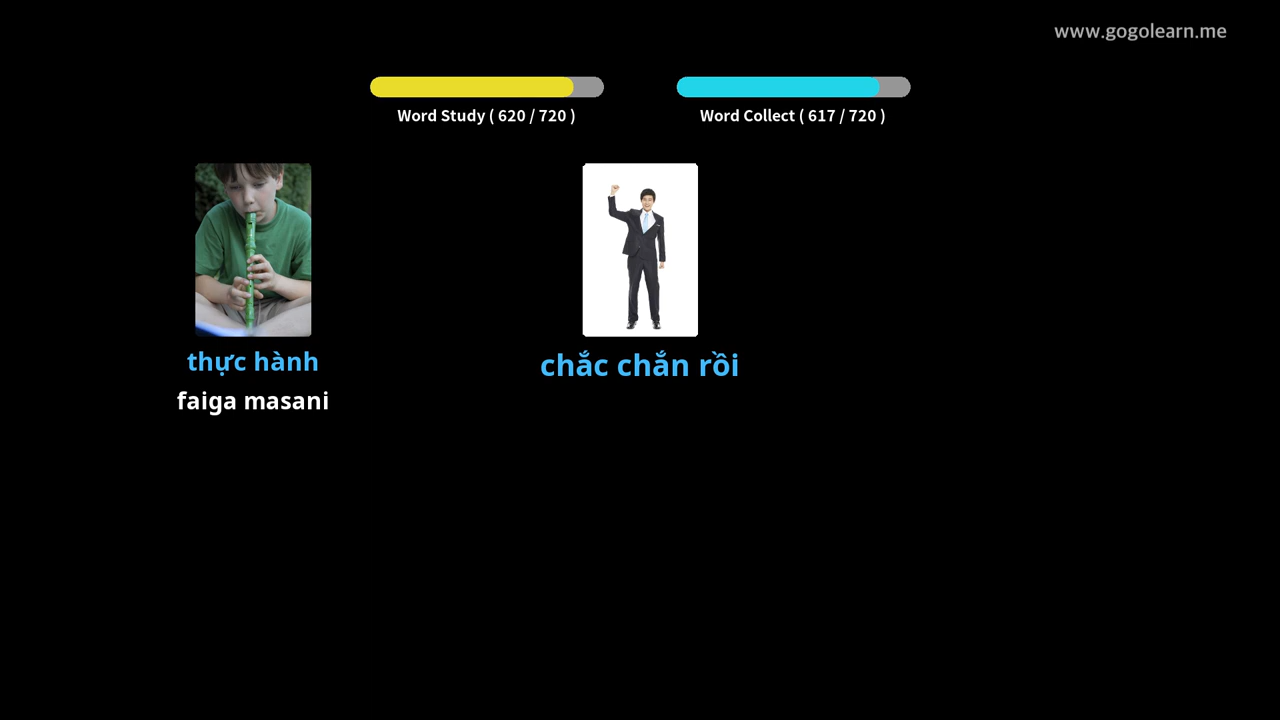 www.gogolearn.me
Word Study ( 620 / 720 )
Word Collect ( 617 / 720 )
thực hành
faiga masani
chắc chắn rồi